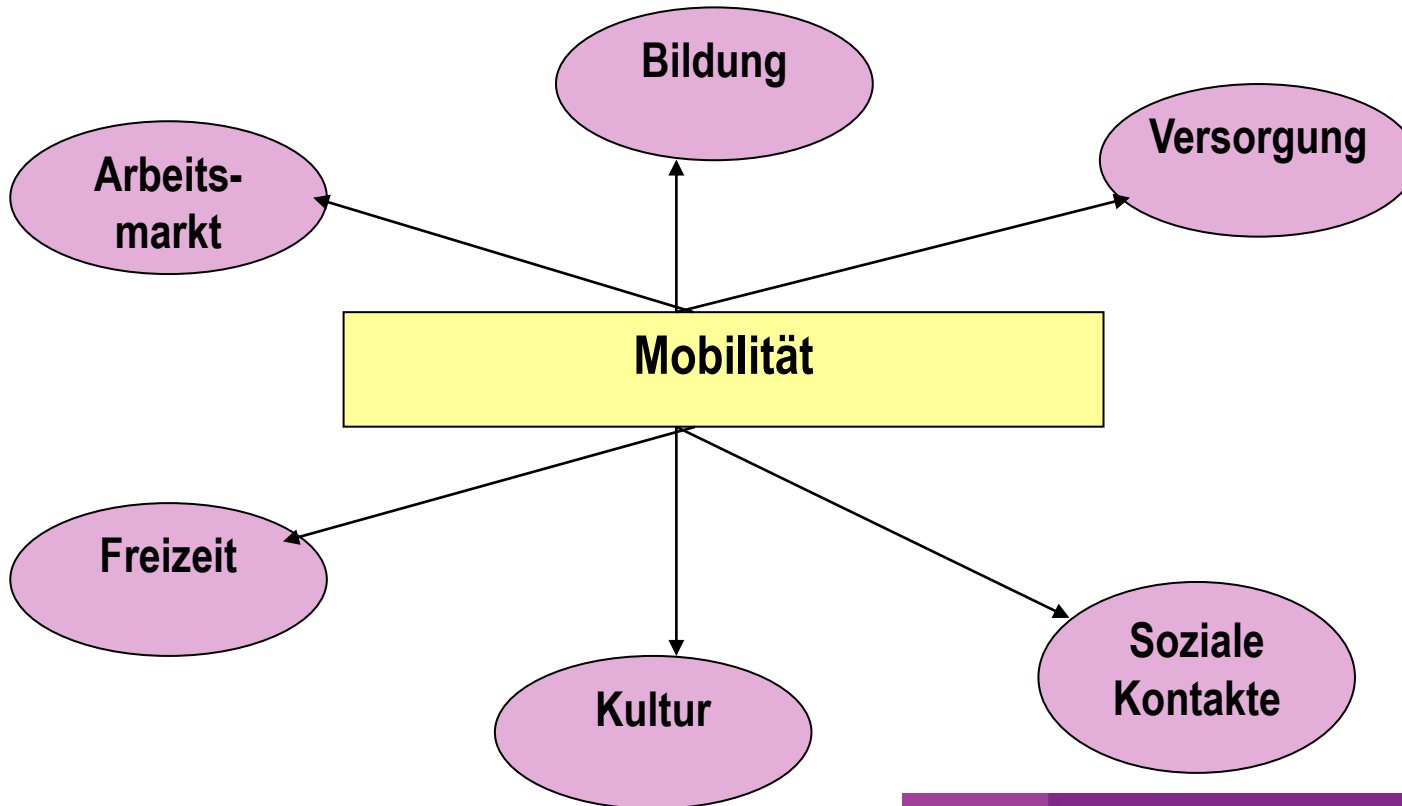 Bildung
Versorgung
Arbeits-
markt
Mobilität
Freizeit
Soziale
Kontakte
Kultur